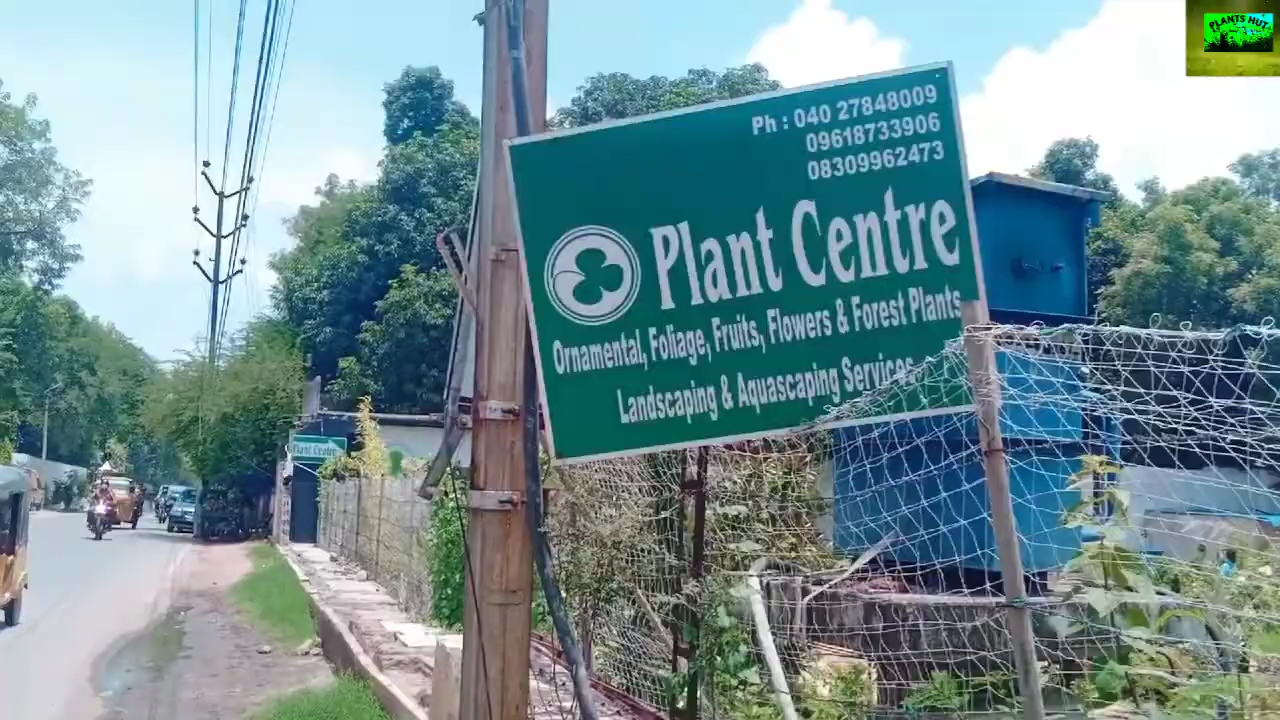 PLANTS HUT
Ph : 040 27848009
09618733906
08309962473
Plant Centre
Ornamental, Foliage, Fruits, Flowers & Forest Plants
Landscaping & Aquascaping Services
Plant Centre